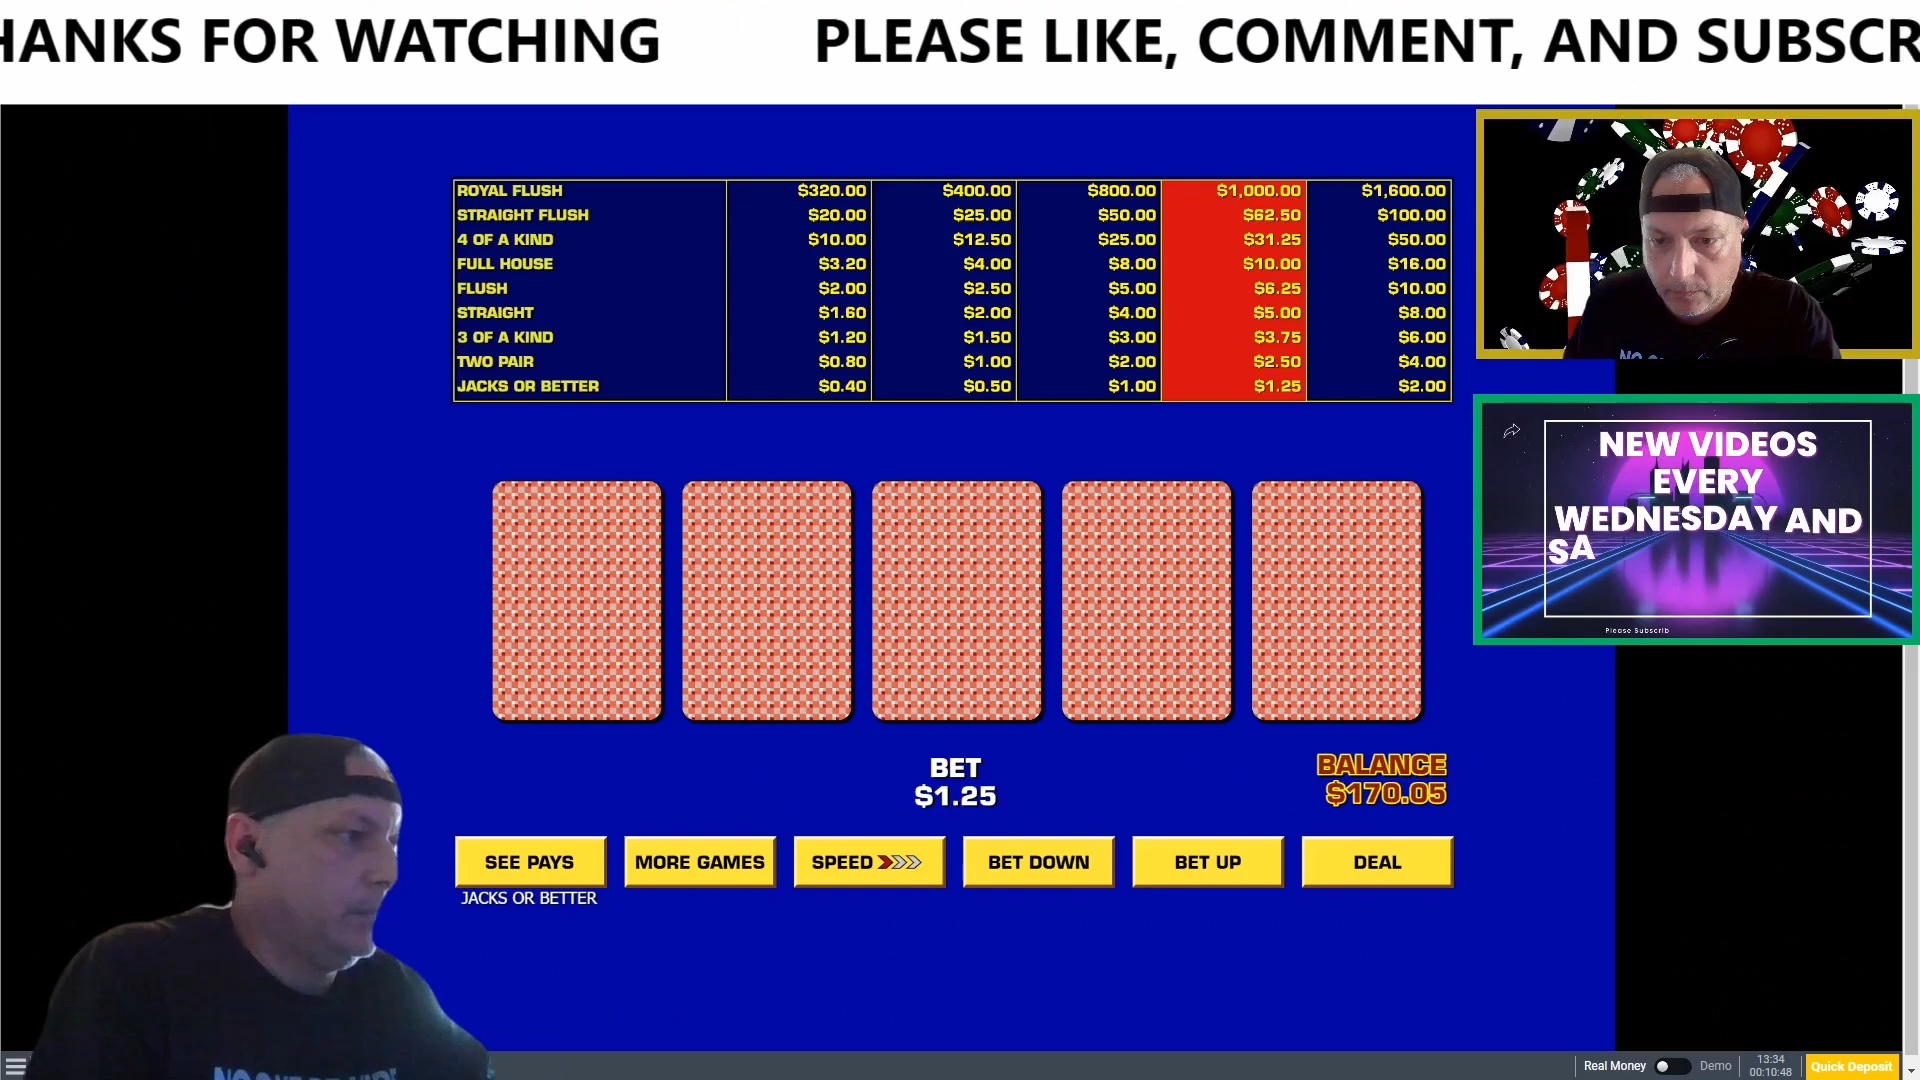 HANKS FOR WATCHING PLEASE LIKE, COMMENT, AND SUBSCR
ROYAL FLUSH $320.00 $400.00 $800.00 $1,000.00 $1,600.00
STRAIGHT FLUSH $20.00 $25.00 $50.00 $62.50 $100.00
4 OF A KIND $10.00 $12.50 $25.00 $31.25 $50.00
FULL HOUSE $3.20 $4.00 $8.00 $10.00 $16.00
FLUSH $2.00 $2.50 $5.00 $6.25 $10.00
STRAIGHT $1.60 $2.00 $4.00 $5.00 $8.00
3 OF A KIND $1.20 $1.50 $3.00 $3.75 $6.00
TWO PAIR $0.80 $1.00 $2.00 $2.50 $4.00
JACKS OR BETTER $0.40 $0.50 $1.00 $1.25 $2.00
NEW VIDEOS
EVERY
WEDNESDAY AND
SA
Please Subscrib
BET
$1.25
BALANCE
$170.05
SEE PAYS MORE GAMES SPEED BET DOWN BET UP DEAL
JACKS OR BETTER
Real Money Demo 13:34 00:10:48 Quick Deposit